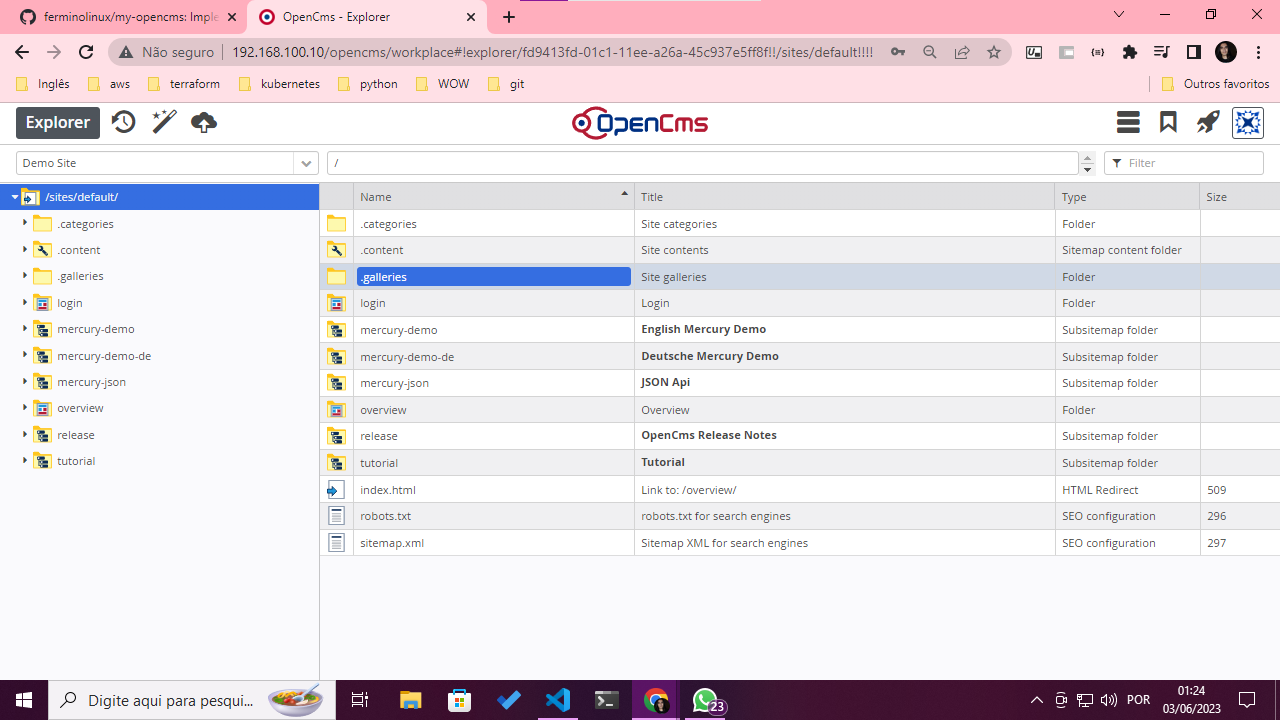 ferminolinux/my-opencms: Imple
OpenCms - Explorer
Não seguro
192.168.100.10/opencms/workplace#!explorer/fd9413fd-01c1-11ee-a26a-45c937e5ff8f!!/sites/default!!!!
Inglês
aws
terraform
kubernetes
python
WOW
git
Outros favoritos
Explorer
OpenCms
Demo Site
/
Filter
/sites/default/
.categories
.content
.galleries
login
mercury-demo
mercury-demo-de
mercury-json
overview
release
tutorial
Name Title Type Size
.categories Site categories Folder
.content Site contents Sitemap content folder
.galleries Site galleries Folder
login Login Folder
mercury-demo English Mercury Demo Subsitemap folder
mercury-demo-de Deutsche Mercury Demo Subsitemap folder
mercury-json JSON Api Subsitemap folder
overview Overview Folder
release OpenCms Release Notes Subsitemap folder
tutorial Tutorial Subsitemap folder
index.html Link to: /overview/ HTML Redirect 509
robots.txt robots.txt for search engines SEO configuration 296
sitemap.xml Sitemap XML for search engines SEO configuration 297
Digite aqui para pesqui...
23
POR
01:24
03/06/2023